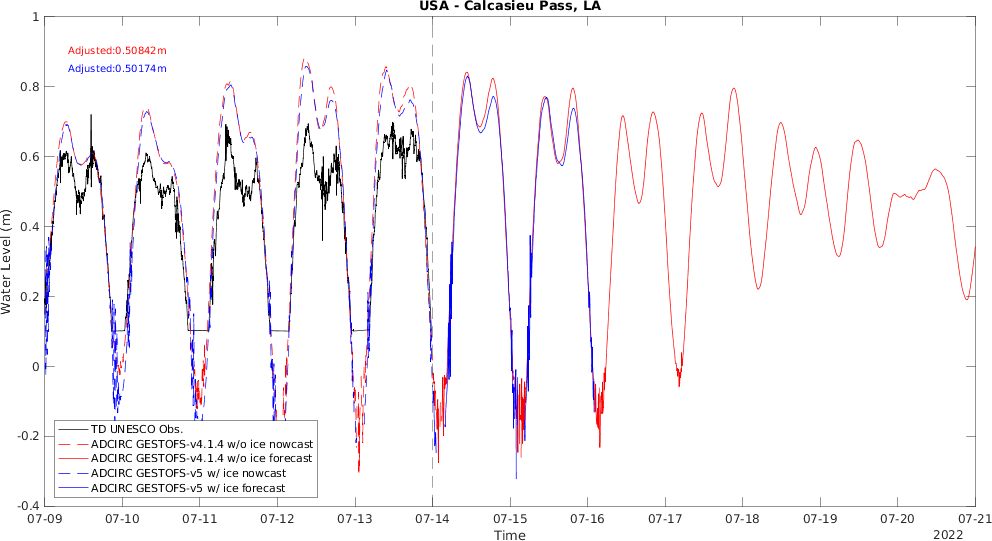 USA - Calcasieu Pass, LA
1
0.8
0.6
0.4
0.2
0
-0.2
-0.4
Water Level (m)
Adjusted:0.50842m
Adjusted:0.50174m
TD UNESCO Obs.
ADCIRC GESTOFS-v4.1.4 w/o ice nowcast
ADCIRC GESTOFS-v4.1.4 w/o ice forecast
ADCIRC GESTOFS-v5 w/ ice nowcast
ADCIRC GESTOFS-v5 w/ ice forecast
07-09 07-10 07-11 07-12 07-13 07-14 07-15 07-16 07-17 07-18 07-19 07-20 07-21
Time
2022